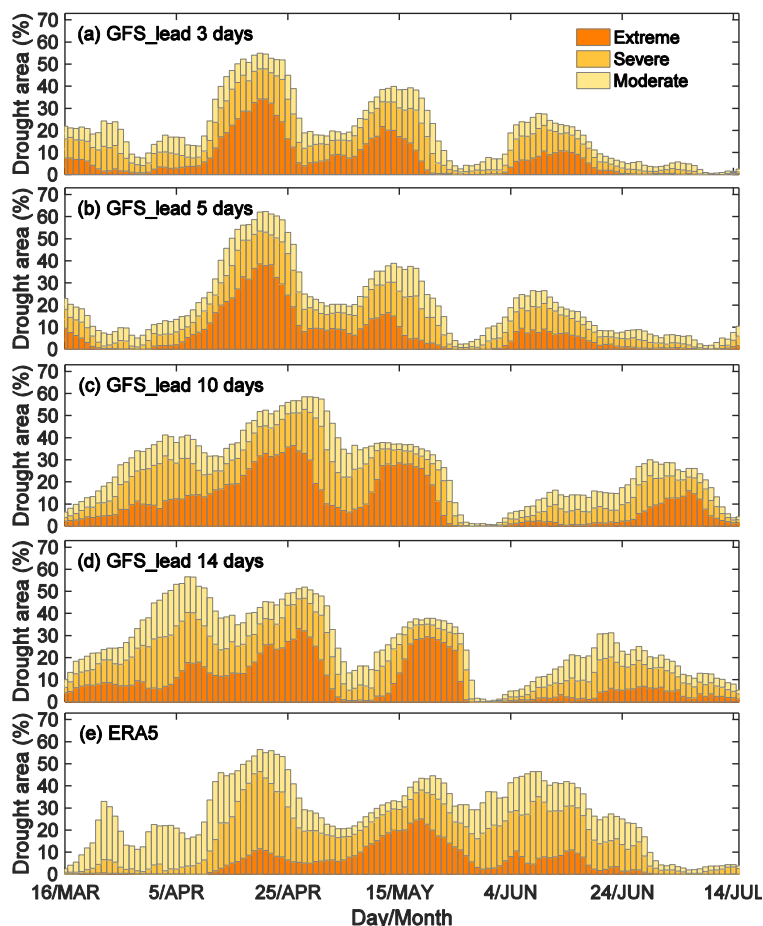 (a) GFS_lead 3 days
Extreme
Severe
Moderate
Drought area (%)
70
60
50
40
30
20
10
0
(b) GFS_lead 5 days
Drought area (%)
70
60
50
40
30
20
10
0
(c) GFS_lead 10 days
Drought area (%)
70
60
50
40
30
20
10
0
(d) GFS_lead 14 days
Drought area (%)
70
60
50
40
30
20
10
0
(e) ERA5
Drought area (%)
70
60
50
40
30
20
10
0
16/MAR 5/APR 25/APR 15/MAY 4/JUN 24/JUN 14/JUL
Day/Month